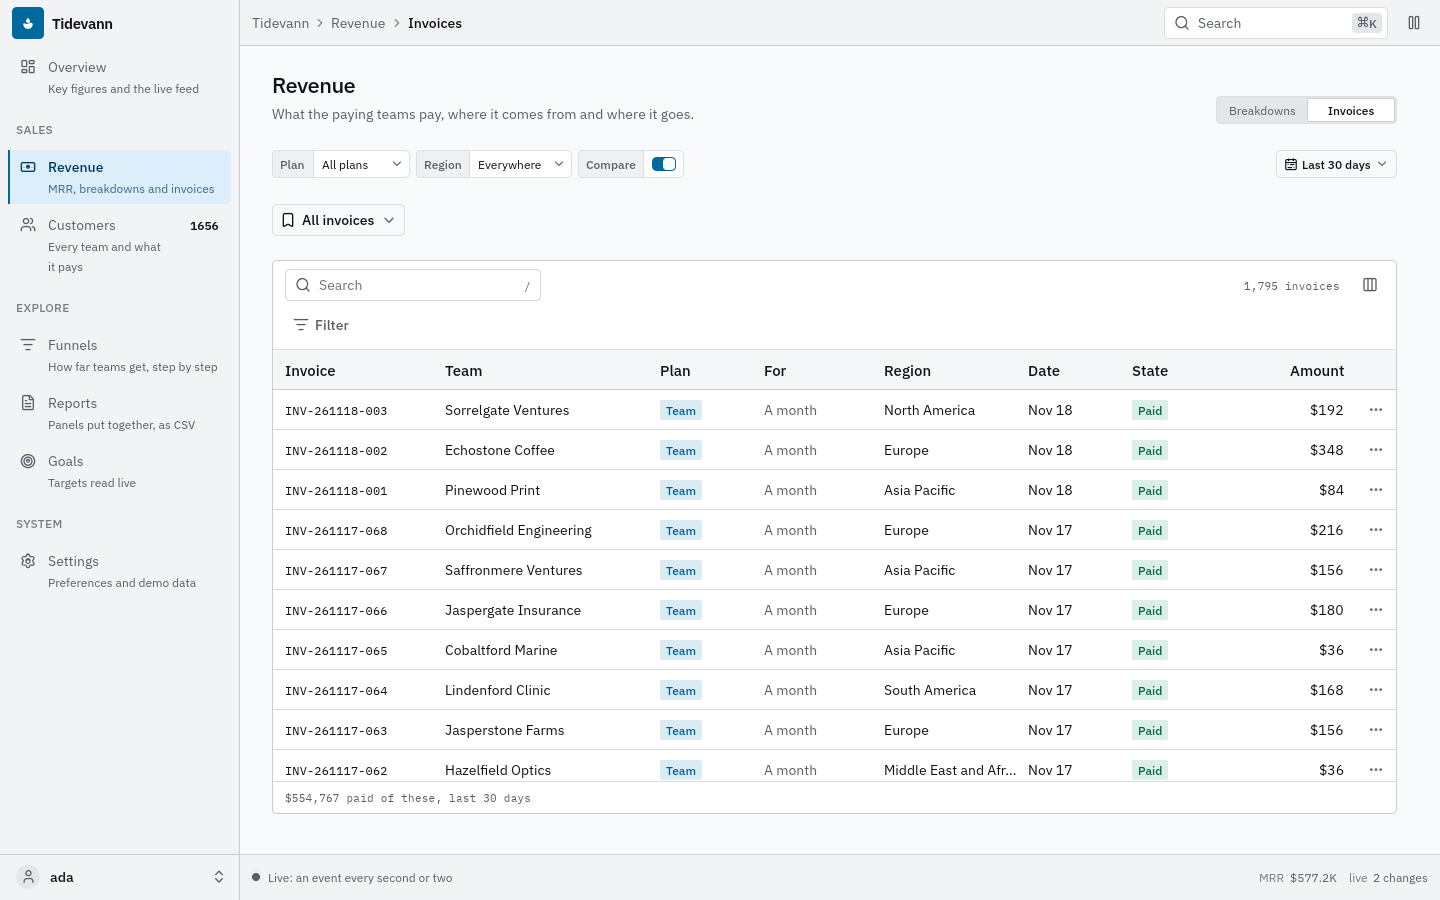 Tidevann
Overview
Key figures and the live feed
SALES
Revenue
MRR, breakdowns and invoices
Customers 1656
Every team and what
it pays
EXPLORE
Funnels
How far teams get, step by step
Reports
Panels put together, as CSV
Goals
Targets read live
SYSTEM
Settings
Preferences and demo data
ada
Tidevann Revenue Invoices
Search ⌘K
Revenue
What the paying teams pay, where it comes from and where it goes.
Breakdowns Invoices
Plan All plans Region Everywhere Compare
Last 30 days
All invoices
Search /
1,795 invoices
Filter
Invoice Team Plan For Region Date State Amount
INV-261118-003 Sorrelgate Ventures Team A month North America Nov 18 Paid $192
INV-261118-002 Echostone Coffee Team A month Europe Nov 18 Paid $348
INV-261118-001 Pinewood Print Team A month Asia Pacific Nov 18 Paid $84
INV-261117-068 Orchidfield Engineering Team A month Europe Nov 17 Paid $216
INV-261117-067 Saffronmere Ventures Team A month Asia Pacific Nov 17 Paid $156
INV-261117-066 Jaspergate Insurance Team A month Europe Nov 17 Paid $180
INV-261117-065 Cobaltford Marine Team A month Asia Pacific Nov 17 Paid $36
INV-261117-064 Lindenford Clinic Team A month South America Nov 17 Paid $168
INV-261117-063 Jasperstone Farms Team A month Europe Nov 17 Paid $156
INV-261117-062 Hazelfield Optics Team A month Middle East and Afr... Nov 17 Paid $36
$554,767 paid of these, last 30 days
Live: an event every second or two
MRR $577.2K live 2 changes